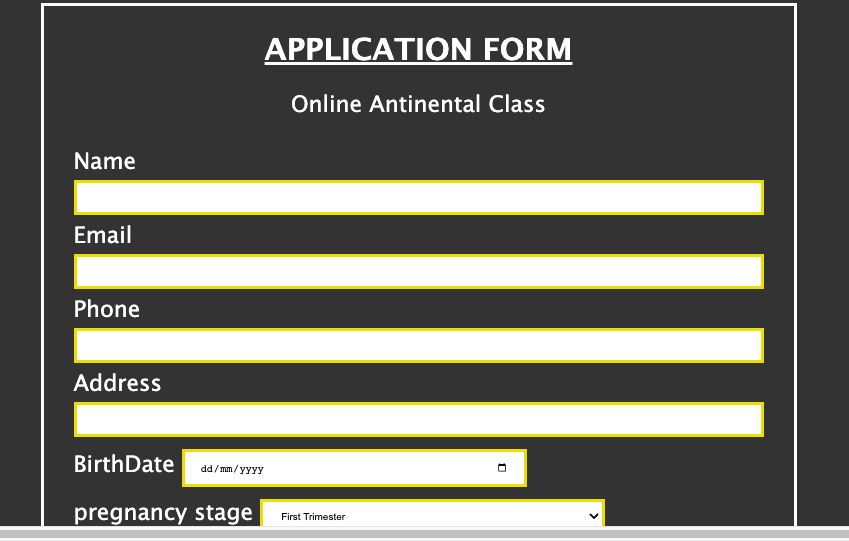 APPLICATION FORM
Online Antinental Class
Name
Email
Phone
Address
BirthDate dd/mm/yyyy
pregnancy stage First Trimester